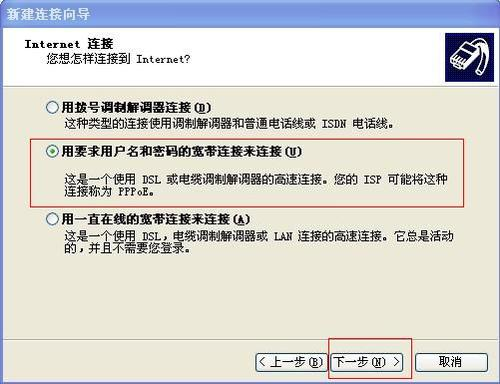 新建连接向导
Internet 连接
您想怎样连接到 Internet?
用拨号调制解调器连接(D)
这种类型的连接使用调制解调器和普通电话线或 ISDN 电话线。
用要求用户名和密码的宽带连接来连接(U)
这是一个使用 DSL 或电缆调制解调器的高速连接。您的 ISP 可能将这种
连接称为 PPPoE。
用一直在线的宽带连接来连接(A)
这是一个使用 DSL,电缆调制解调器或 LAN 连接的高速连接。它总是活动
的,并且不需要您登录。
<上一步(B) 下一步(N)> 取消